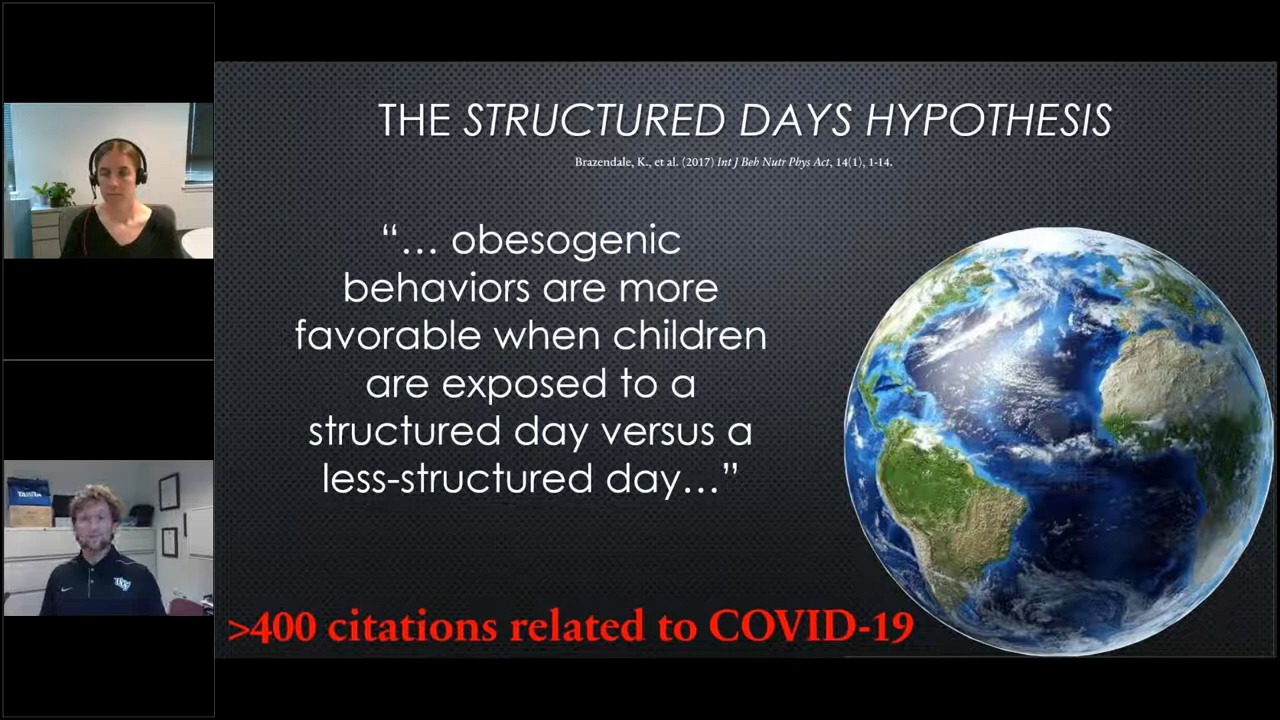 THE STRUCTURED DAYS HYPOTHESIS
Brazendale, K., et al. (2017) Int J Beh Nutr Phys Act, 14(1), 1-14.
“… obesogenic
behaviors are more
favorable when children
are exposed to a
structured day versus a
less-structured day…”
>400 citations related to COVID-19